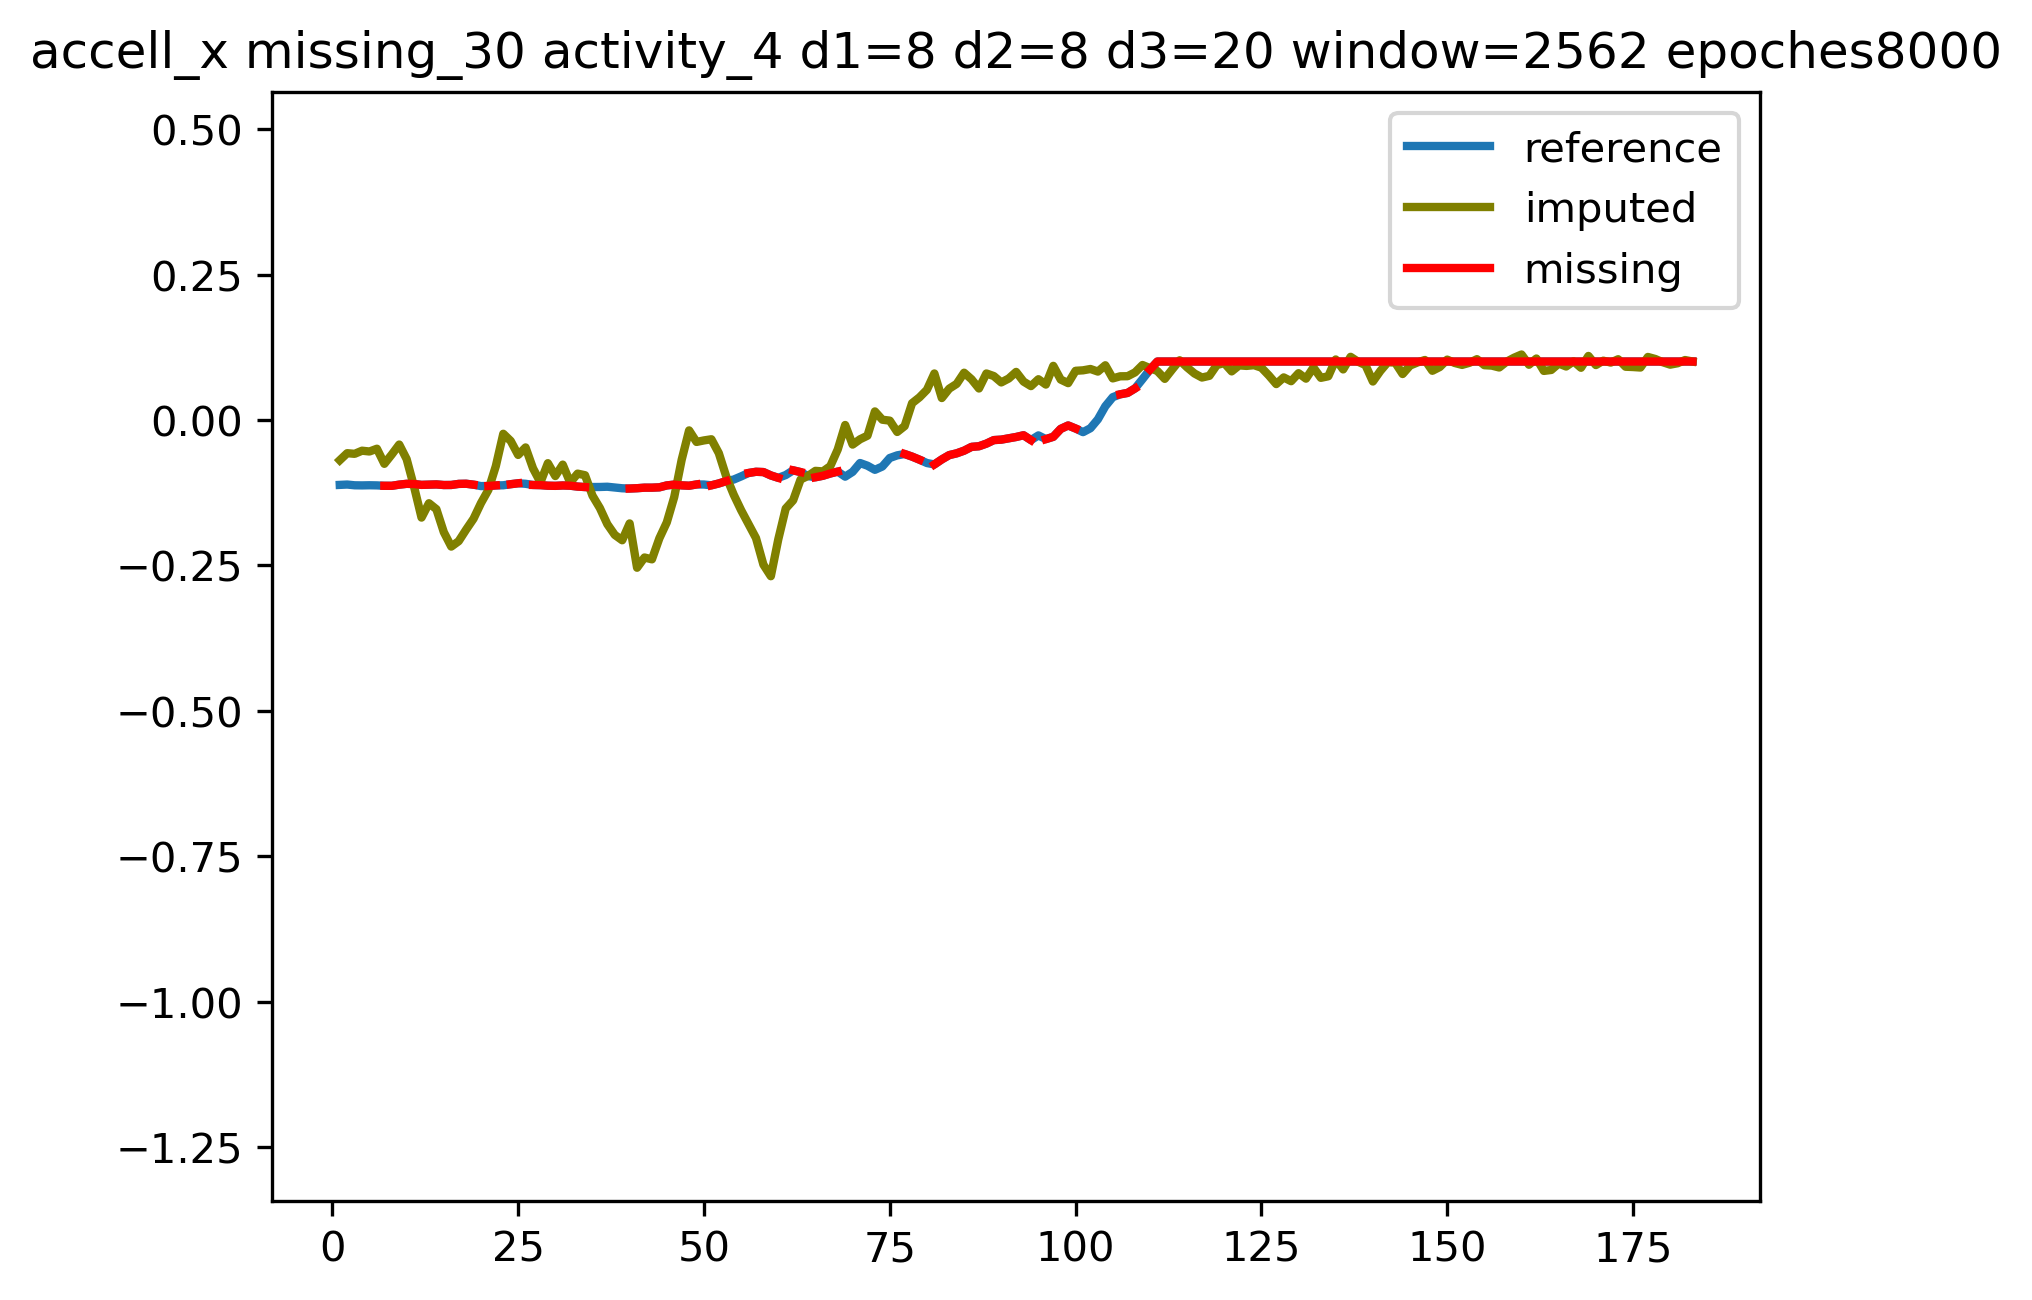 accell_x missing_30 activity_4 d1=8 d2=8 d3=20 window=2562 epoches8000
reference
imputed
missing
0.50
0.25
0.00
−0.25
−0.50
−0.75
−1.00
−1.25
0 25 50 75 100 125 150 175